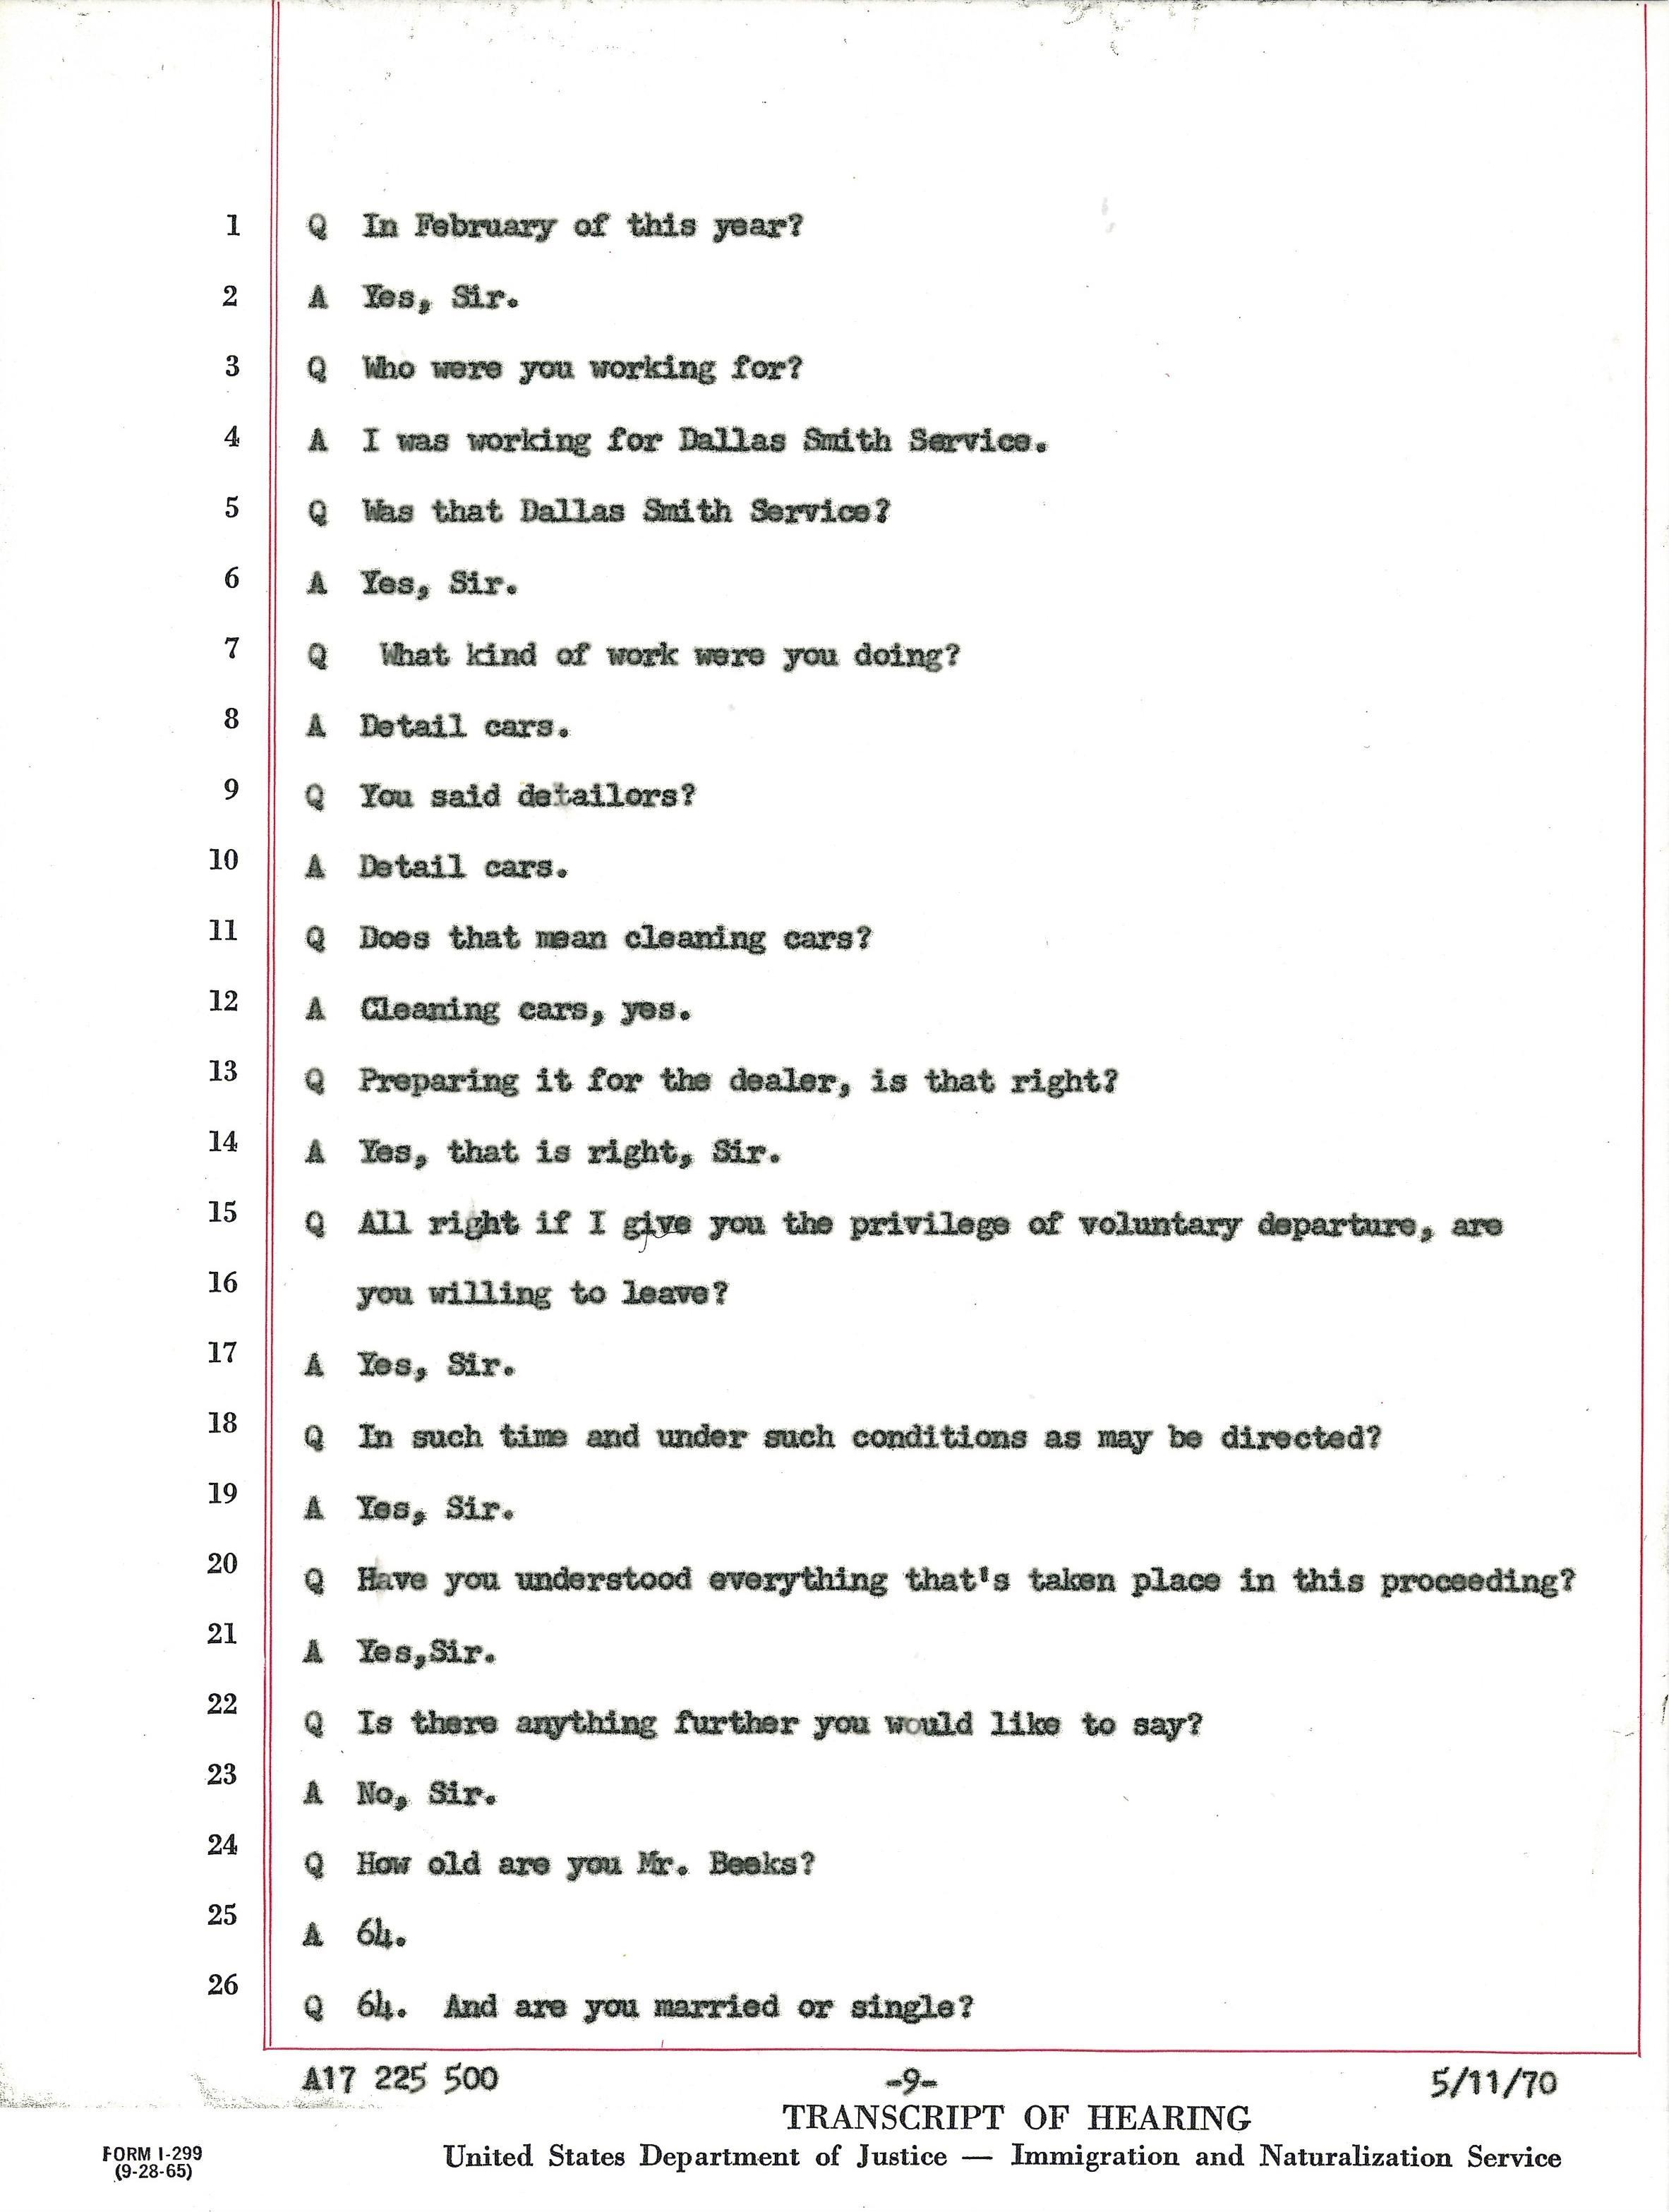 1 Q In February of this year?
2 A Yes, Sir.
3 Q Who were you working for?
4 A I was working for Dallas Smith Service.
5 Q Was that Dallas Smith Service?
6 A Yes, Sir.
7 Q What kind of work were you doing?
8 A Detail cars.
9 Q You said detailors?
10 A Detail cars.
11 Q Does that mean cleaning cars?
12 A Cleaning cars, yes.
13 Q Preparing it for the dealer, is that right?
14 A Yes, that is right, Sir.
15 Q All right if I give you the privilege of voluntary departure, are
16 you willing to leave?
17 A Yes, Sir.
18 Q In such time and under such conditions as may be directed?
19 A Yes, Sir.
20 Q Have you understood everything that's taken place in this proceeding?
21 A Yes,Sir.
22 Q Is there anything further you would like to say?
23 A No, Sir.
24 Q How old are you Mr. Beeks?
25 A 64.
26 Q 64. And are you married or single?
A17 225 500 -9- 5/11/70
TRANSCRIPT OF HEARING
FORM I-299 United States Department of Justice — Immigration and Naturalization Service
(9-28-65)